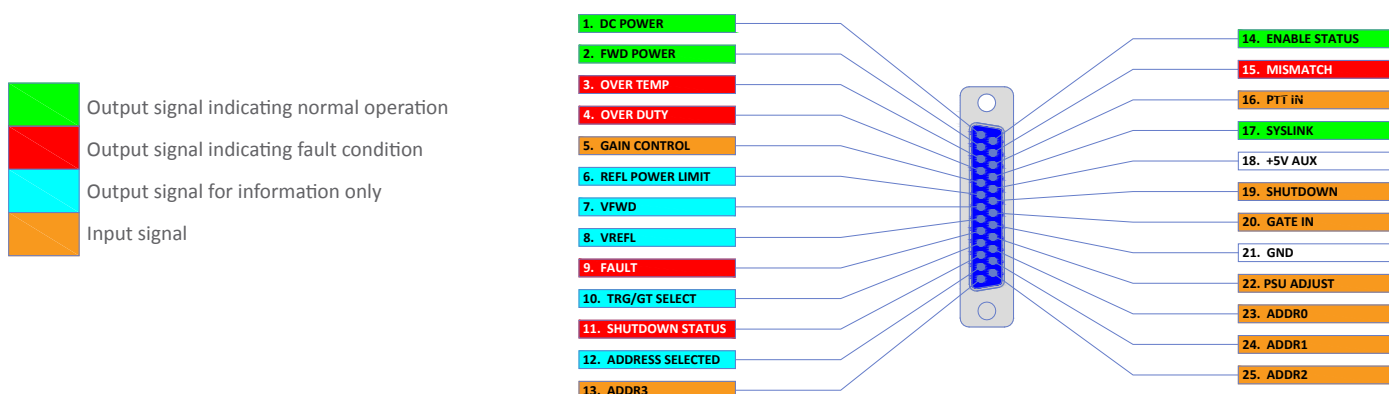 Output signal indicating normal operation
Output signal indicating fault condition
Output signal for information only
Input signal
1. DC POWER
2. FWD POWER
3. OVER TEMP
4. OVER DUTY
5. GAIN CONTROL
6. REFL POWER LIMIT
7. VFWD
8. VREFL
9. FAULT
10. TRG/GT SELECT
11. SHUTDOWN STATUS
12. ADDRESS SELECTED
13. ADDR3
14. ENABLE STATUS
15. MISMATCH
16. PTT iN
17. SYSLINK
18. +5V AUX
19. SHUTDOWN
20. GATE IN
21. GND
22. PSU ADJUST
23. ADDR0
24. ADDR1
25. ADDR2